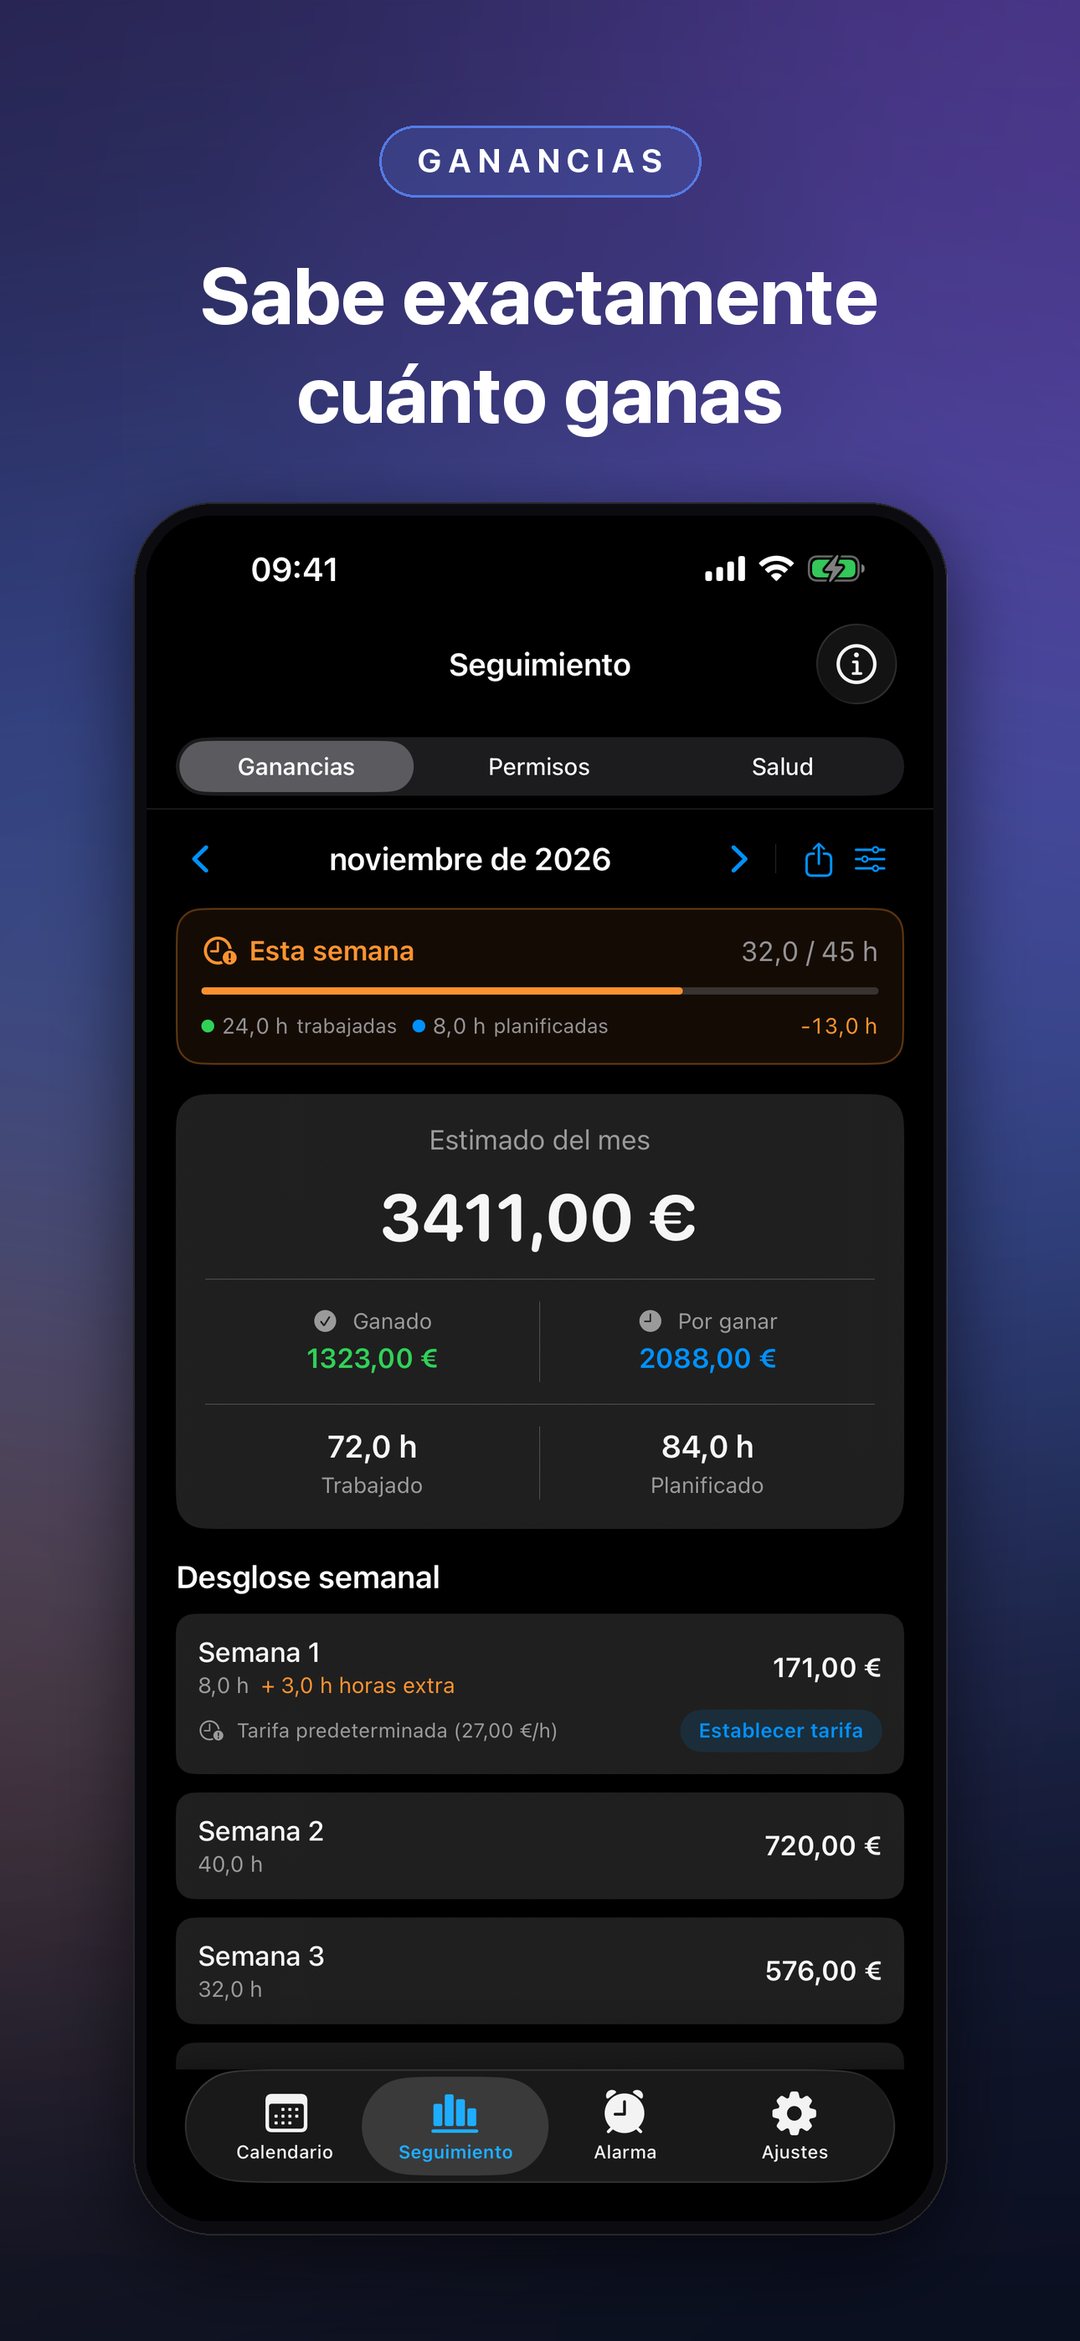 GANANCIAS
Sabe exactamente
cuánto ganas
09:41
Seguimiento
Ganancias Permisos Salud
noviembre de 2026
Esta semana 32,0 / 45 h
24,0 h trabajadas 8,0 h planificadas -13,0 h
Estimado del mes
3411,00 €
Ganado Por ganar
1323,00 € 2088,00 €
72,0 h 84,0 h
Trabajado Planificado
Desglose semanal
Semana 1 171,00 €
8,0 h + 3,0 h horas extra
Tarifa predeterminada (27,00 €/h) Establecer tarifa
Semana 2 720,00 €
40,0 h
Semana 3 576,00 €
32,0 h
Calendario Seguimiento Alarma Ajustes